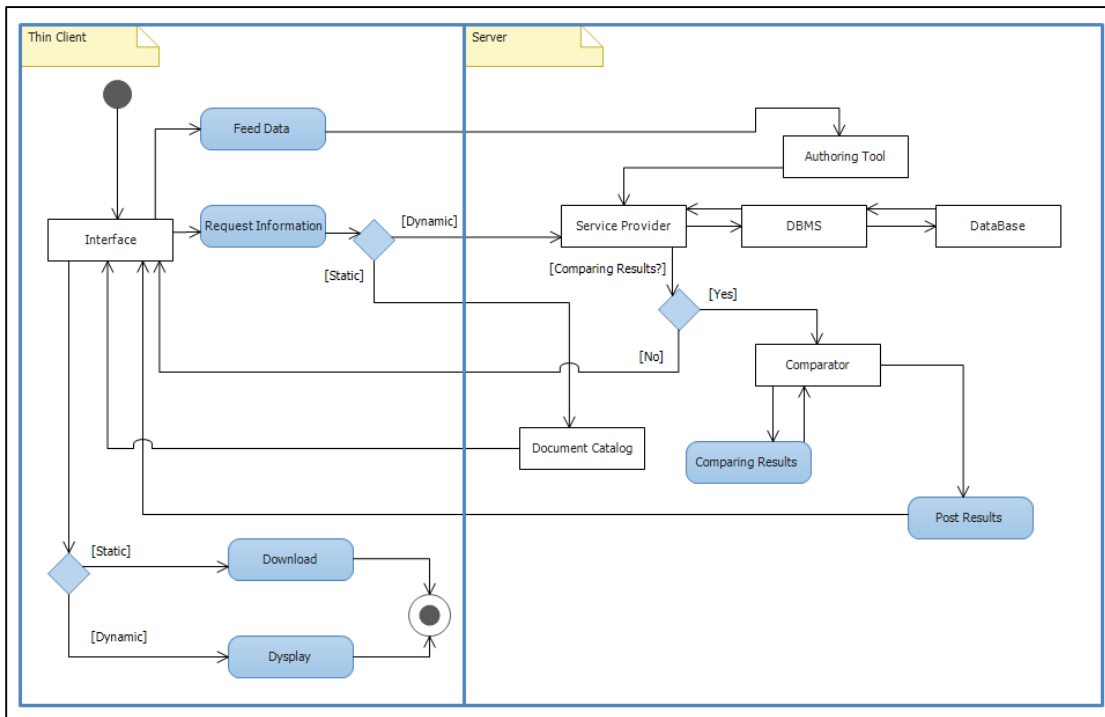 Thin Client
Server
Feed Data
Authoring Tool
Interface
Request Information
[Dynamic]
Service Provider
DBMS
DataBase
[Static]
[Comparing Results?]
[Yes]
[No]
Comparator
Document Catalog
Comparing Results
Post Results
[Static]
Download
[Dynamic]
Dysplay